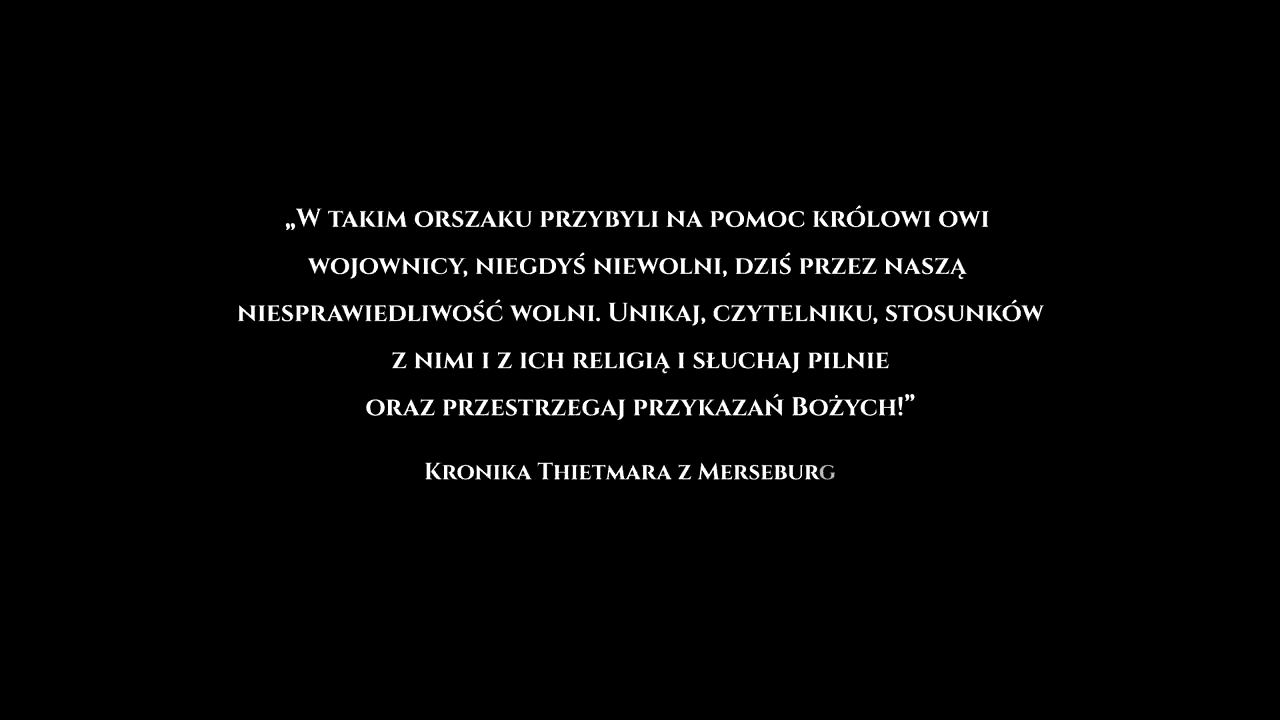 „W takim orszaku przybyli na pomoc królowi owi
wojownicy, niegdyś niewolni, dziś przez naszą
niesprawiedliwość wolni. Unikaj, czytelniku, stosunków
z nimi i z ich religią i słuchaj pilnie
oraz przestrzegaj przykazań Bożych!”
Kronika Thietmara z Merseburg